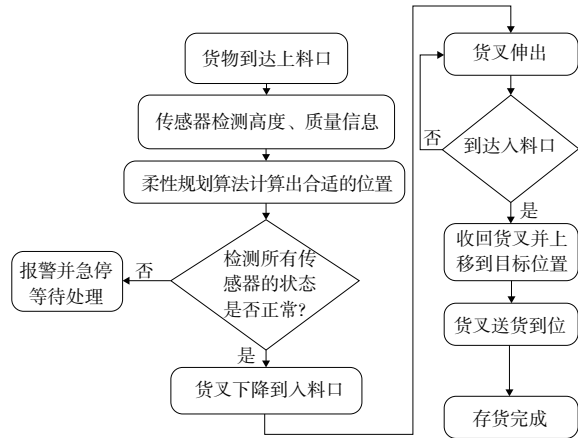 货物到达上料口
传感器检测高度、质量信息
柔性规划算法计算出合适的位置
检测所有传
感器的状态
是否正常?
否
报警并急停
等待处理
是
货叉下降到入料口
货叉伸出
到达入料口
否
是
收回货叉并上
移到目标位置
货叉送货到位
存货完成